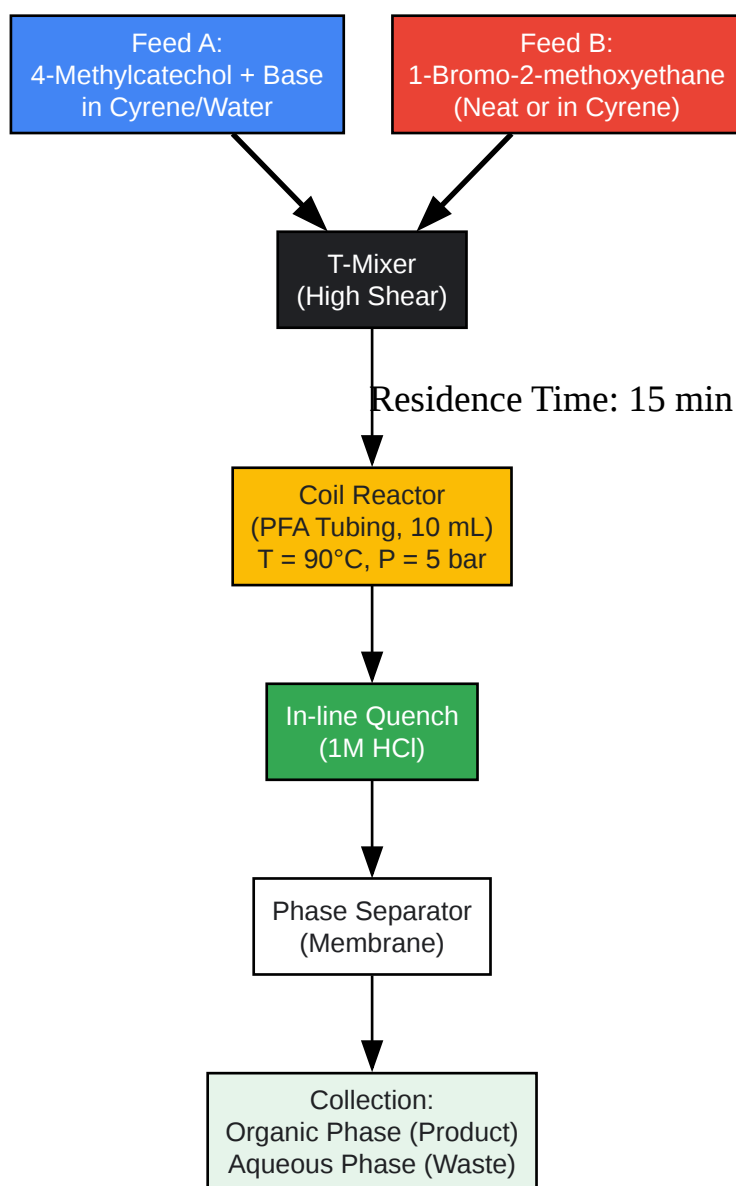 Feed A:
4-Methylcatechol + Base
in Cyrene/Water
Feed B:
1-Bromo-2-methoxyethane
(Neat or in Cyrene)
T-Mixer
(High Shear)
Residence Time: 15 min
Coil Reactor
(PFA Tubing, 10 mL)
T = 90°C, P = 5 bar
In-line Quench
(1M HCl)
Phase Separator
(Membrane)
Collection:
Organic Phase (Product)
Aqueous Phase (Waste)